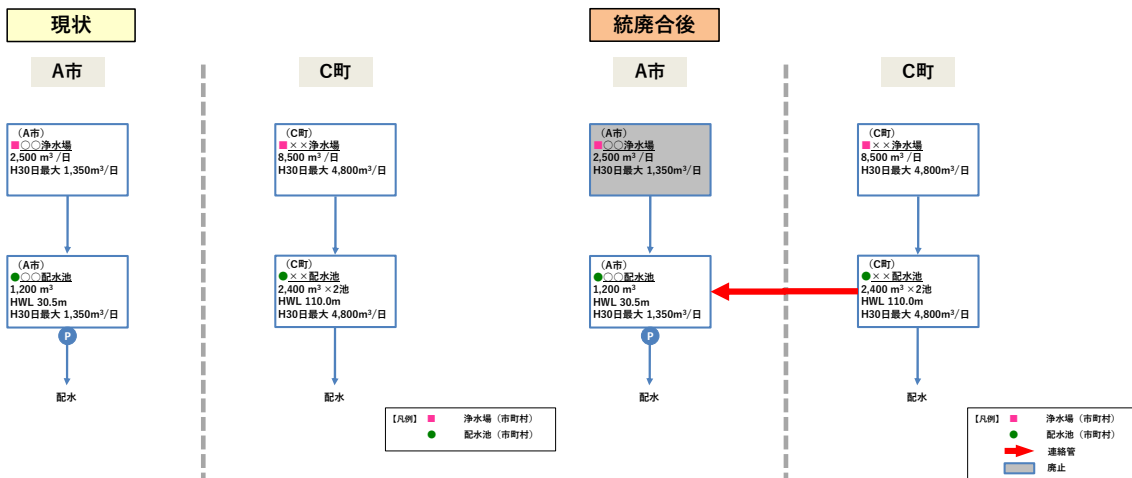 現状
A市
C町
（A市）
■○○浄水場
2,500 m³ /日
H30日最大 1,350m³/日
（C町）
■××浄水場
8,500 m³ /日
H30日最大 4,800m³/日
（A市）
●○○配水池
1,200 m³
HWL 30.5m
H30日最大 1,350m³/日
P
配水
（C町）
●××配水池
2,400 m³ ×2池
HWL 110.0m
H30日最大 4,800m³/日
配水
【凡例】 ■ 浄水場（市町村）
● 配水池（市町村）
統廃合後
A市
C町
（A市）
■○○浄水場
2,500 m³ /日
H30日最大 1,350m³/日
（C町）
■××浄水場
8,500 m³ /日
H30日最大 4,800m³/日
（A市）
●○○配水池
1,200 m³
HWL 30.5m
H30日最大 1,350m³/日
P
配水
（C町）
●××配水池
2,400 m³ ×2池
HWL 110.0m
H30日最大 4,800m³/日
配水
【凡例】 ■ 浄水場（市町村）
● 配水池（市町村）
連絡管
廃止